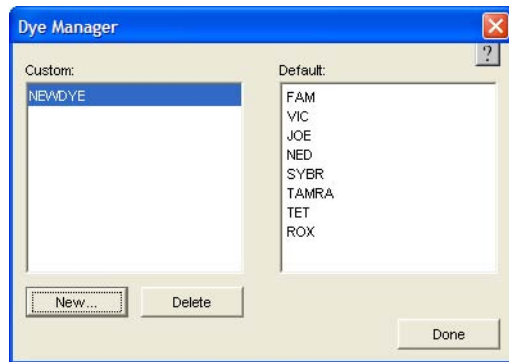 Dye Manager
?
Custom:
NEWDYE
Default:
FAM
VIC
JOE
NED
SYBR
TAMRA
TET
ROX
New...
Delete
Done